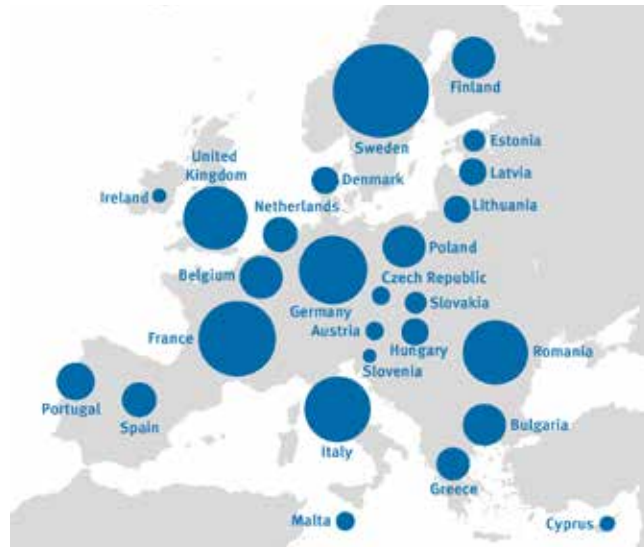 Finland
Sweden
Estonia
United
Kingdom
Latvia
Denmark
Ireland
Netherlands
Lithuania
Poland
Belgium
Czech Republic
Slovakia
Germany
France
Austria
Hungary
Romania
Slovenia
Portugal
Spain
Bulgaria
Italy
Greece
Malta
Cyprus